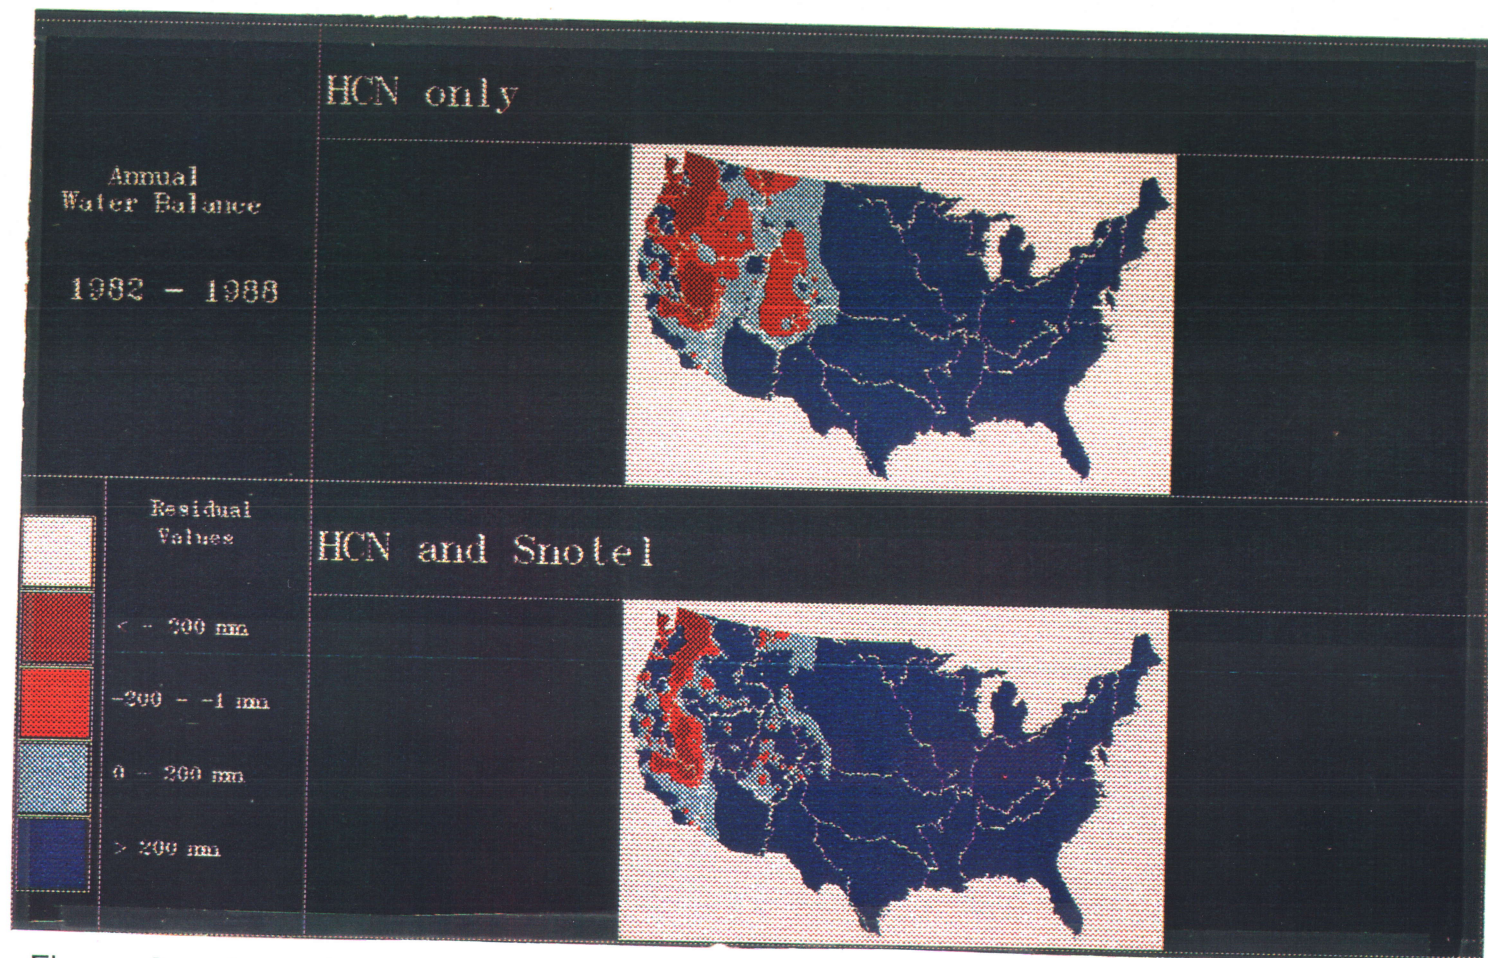 HCN only
Annual
Water Balance
1982 - 1988
Residual
Values
HCN and Snotel
< - 200 mm
-200 - -1 mm
0 - 200 mm
> 200 mm